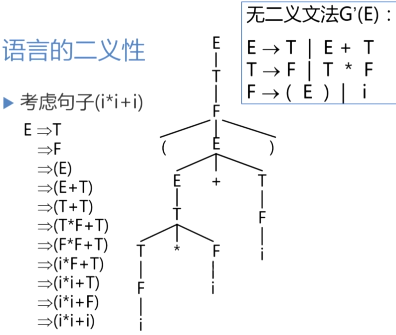 语言的二义性
考虑句子(i*i+i)
E ⇒T
⇒F
⇒(E)
⇒(E+T)
⇒(T+T)
⇒(T*F+T)
⇒(F*F+T)
⇒(i*F+T)
⇒(i*i+T)
⇒(i*i+F)
⇒(i*i+i)
E
T
F
( E )
E + T
T F
T * F i
F i
i
无二义文法G’(E)：
E → T | E + T
T → F | T * F
F → ( E ) | i